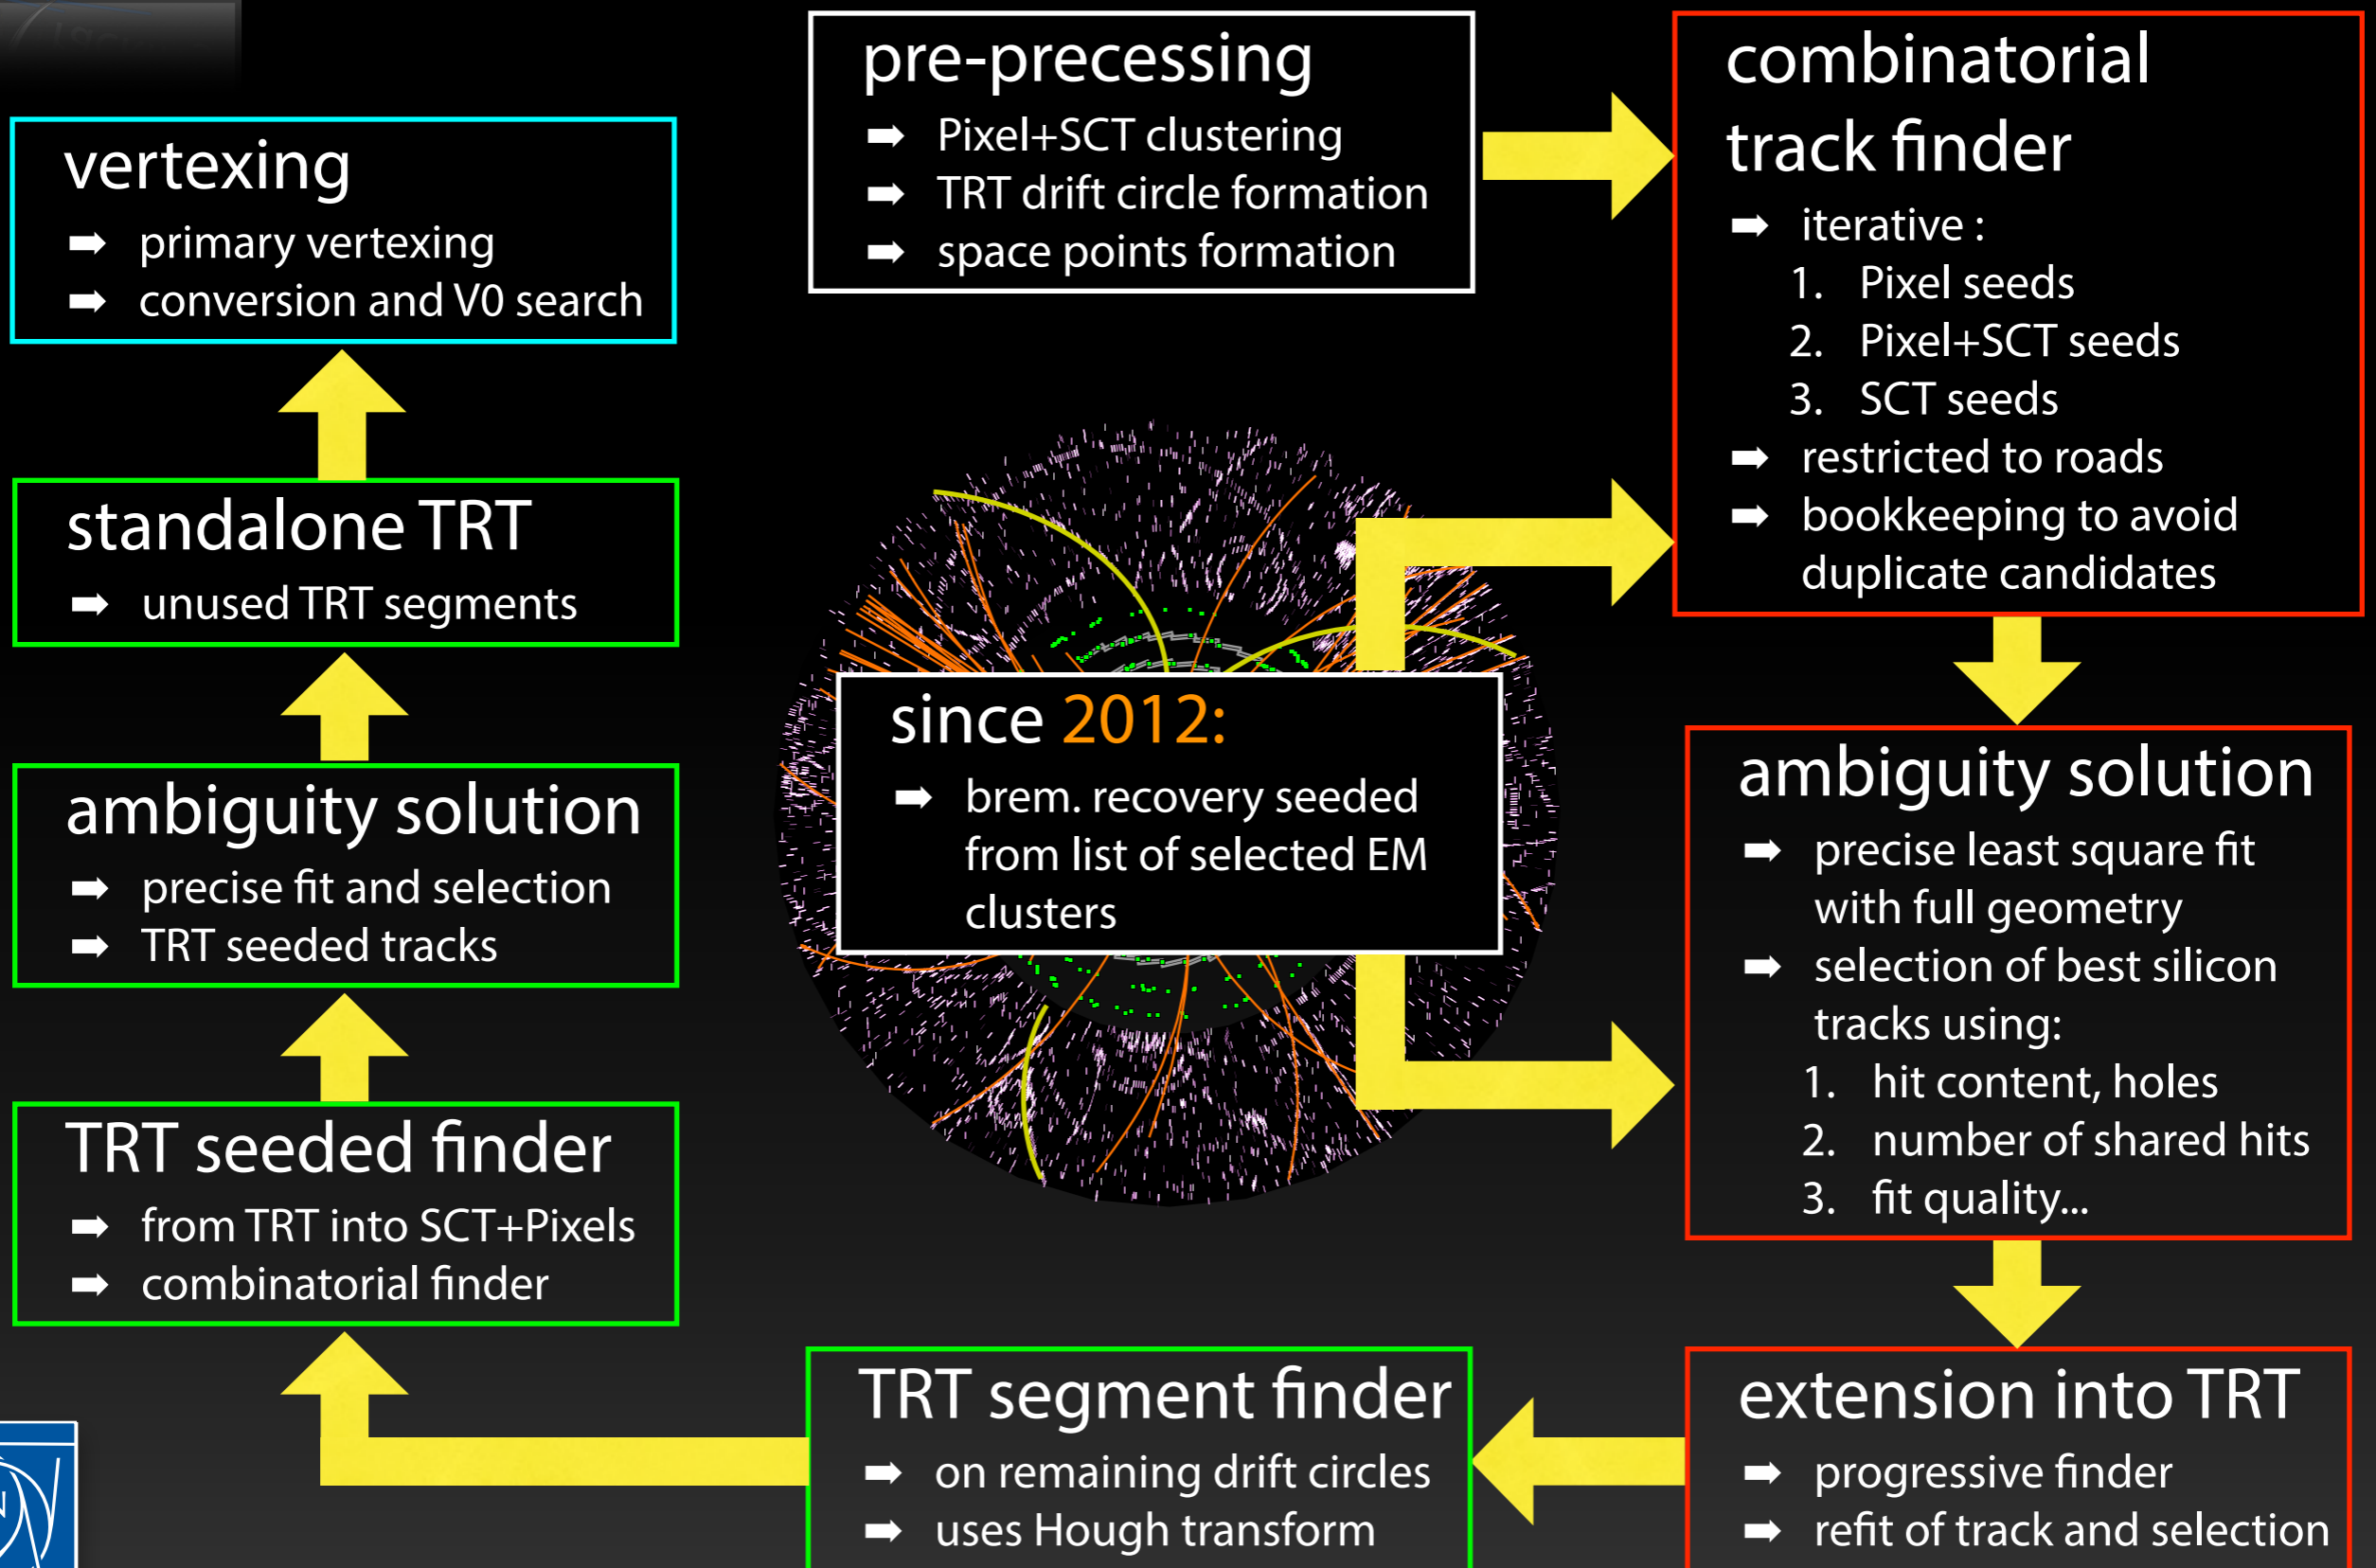 pre-precessing
➡ Pixel+SCT clustering
➡ TRT drift circle formation
➡ space points formation
combinatorial
track finder
➡ iterative :
1. Pixel seeds
2. Pixel+SCT seeds
3. SCT seeds
➡ restricted to roads
➡ bookkeeping to avoid
duplicate candidates
since 2012:
➡ brem. recovery seeded
from list of selected EM
clusters
ambiguity solution
➡ precise least square fit
with full geometry
➡ selection of best silicon
tracks using:
1. hit content, holes
2. number of shared hits
3. fit quality...
extension into TRT
➡ progressive finder
➡ refit of track and selection
TRT segment finder
➡ on remaining drift circles
➡ uses Hough transform
TRT seeded finder
➡ from TRT into SCT+Pixels
➡ combinatorial finder
ambiguity solution
➡ precise fit and selection
➡ TRT seeded tracks
standalone TRT
➡ unused TRT segments
vertexing
➡ primary vertexing
➡ conversion and V0 search